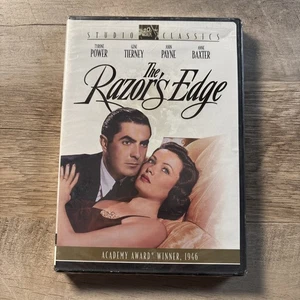 STUDIO CLASSICS
TYRONE POWER
GENE TIERNEY
JOHN PAYNE
ANNE BAXTER
The
Razor's Edge
ACADEMY AWARD® WINNER, 1946